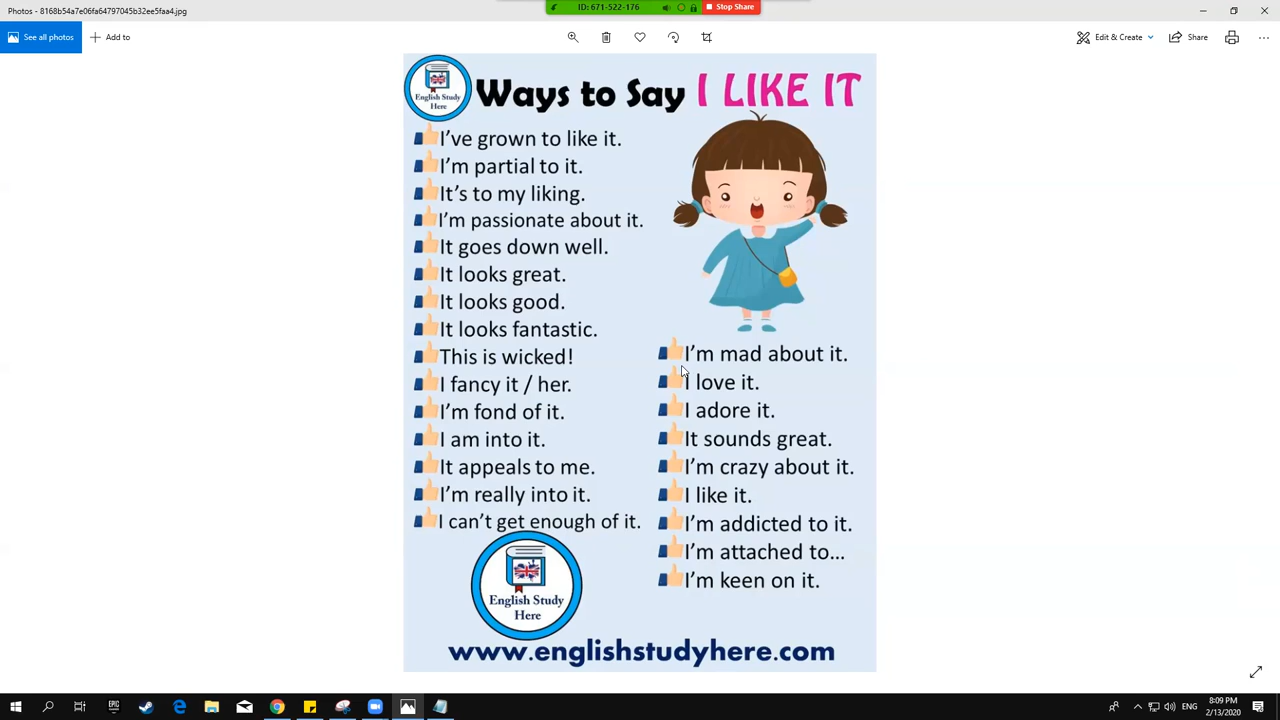 Photos - 8168b54a7e06fa64797045b32ee5faa4.jpg
ID: 671-522-176
Stop Share
See all photos
Add to
Edit & Create
Share
English Study
Here
Ways to Say I LIKE IT
I've grown to like it.
I'm partial to it.
It's to my liking.
I'm passionate about it.
It goes down well.
It looks great.
It looks good.
It looks fantastic.
This is wicked!
I fancy it / her.
I'm fond of it.
I am into it.
It appeals to me.
I'm really into it.
I can't get enough of it.
I'm mad about it.
I love it.
I adore it.
It sounds great.
I'm crazy about it.
I like it.
I'm addicted to it.
I'm attached to...
I'm keen on it.
English Study
Here
www.englishstudyhere.com
EPIC
GAMES
ENG
8:09 PM
2/13/2020